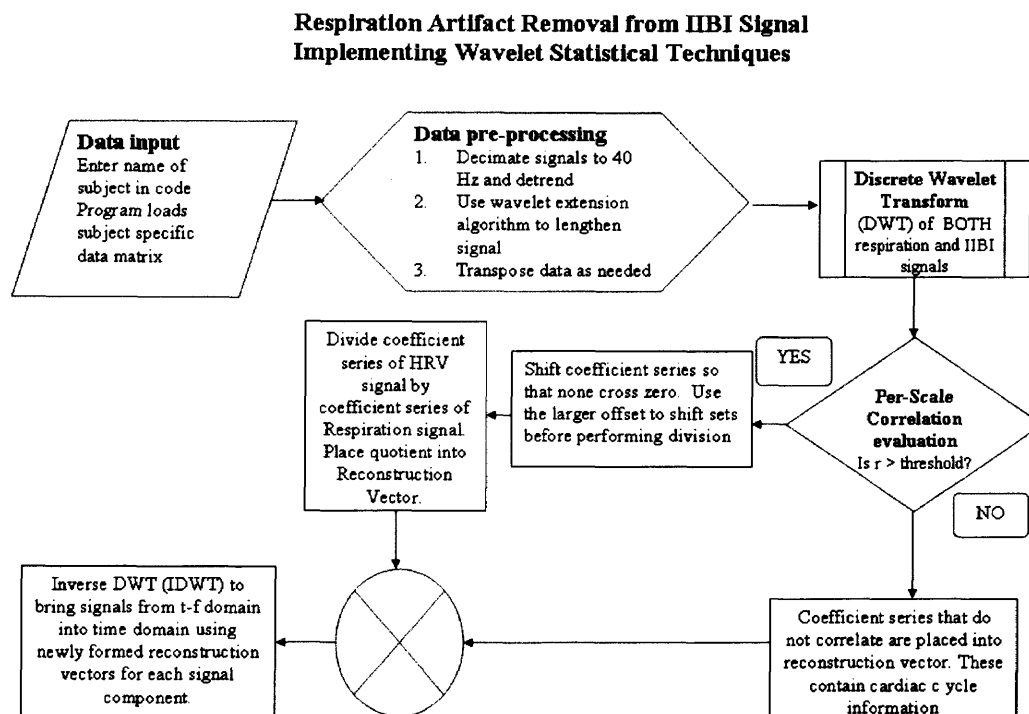 Respiration Artifact Removal from IIBI Signal
Implementing Wavelet Statistical Techniques
Data input
Enter name of
subject in code
Program loads
subject specific
data matrix
Data pre-processing
1. Decimate signals to 40
Hz and detrend
2. Use wavelet extension
algorithm to lengthen
signal
3. Transpose data as needed
Discrete Wavelet
Transform
(DWT) of BOTH
respiration and IIBI
signals
Per-Scale
Correlation
evaluation
Is r > threshold?
YES
Shift coefficient series so
that none cross zero. Use
the larger offset to shift sets
before performing division
Divide coefficient
series of HRV
signal by
coefficient series of
Respiration signal.
Place quotient into
Reconstruction
Vector.
NO
Coefficient series that do
not correlate are placed into
reconstruction vector. These
contain cardiac c ycle
information
Inverse DWT (IDWT) to
bring signals from t-f domain
into time domain using
newly formed reconstruction
vectors for each signal
component.